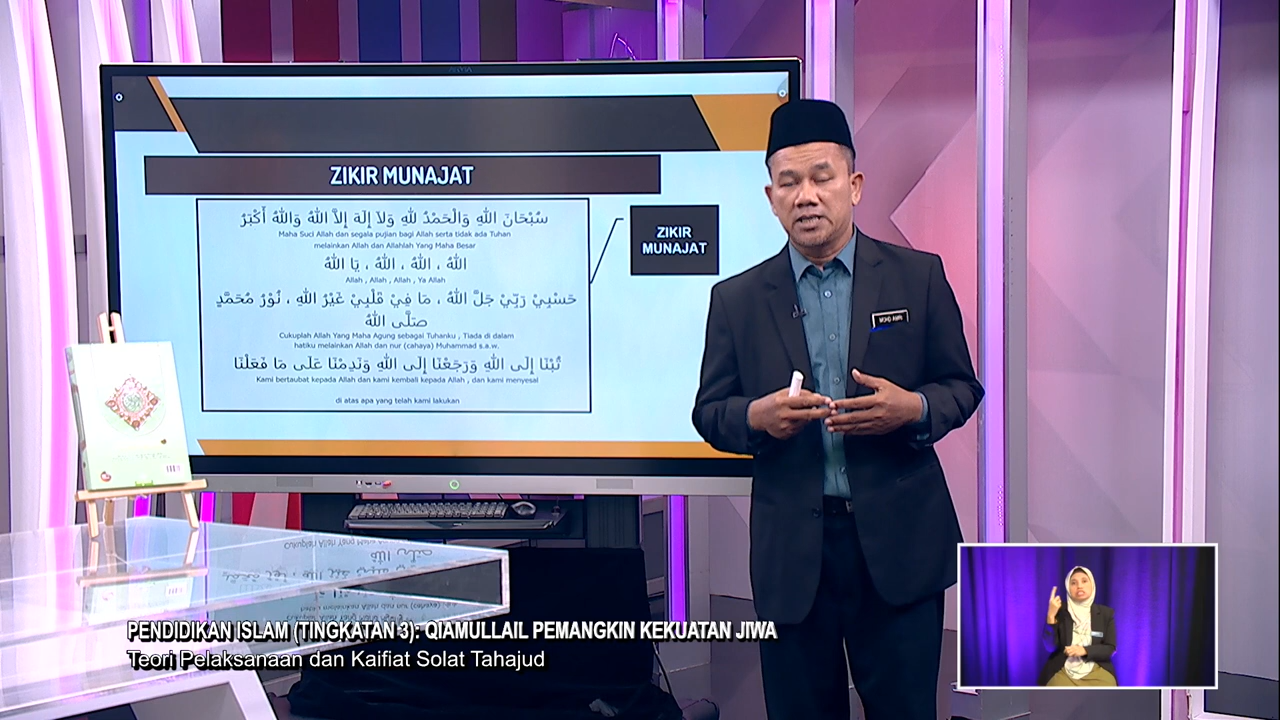 ZIKIR MUNAJAT
سُبْحَانَ اللهِ وَالْحَمْدُ للهِ وَلاَ إِلَهَ إِلاَّ اللهُ وَاللهُ أَكْبَرُ
Maha Suci Allah dan segala pujian bagi Allah serta tidak ada Tuhan
melainkan Allah dan Allahlah Yang Maha Besar
اللهُ ، اللهُ ، اللهُ ، يَا اللهُ
Allah , Allah , Allah , Ya Allah
حَسْبِيْ رَبِّيْ جَلَّ اللهُ ، مَا فِيْ قَلْبِيْ غَيْرُ اللهِ ، نُوْرُ مُحَمَّدٍ
صَلَّى اللهُ
Cukuplah Allah Yang Maha Agung sebagai Tuhanku , Tiada di dalam
hatiku melainkan Allah dan nur (cahaya) Muhammad s.a.w.
تُبْنَا إِلَى اللهِ وَرَجَعْنَا إِلَى اللهِ وَنَدِمْنَا عَلَى مَا فَعَلْنَا
Kami bertaubat kepada Allah dan kami kembali kepada Allah , dan kami menyesal
di atas apa yang telah kami lakukan
ZIKIR
MUNAJAT
MOHD AMRI
PENDIDIKAN ISLAM (TINGKATAN 3): QIAMULLAIL PEMANGKIN KEKUATAN JIWA
Teori Pelaksanaan dan Kaifiat Solat Tahajud